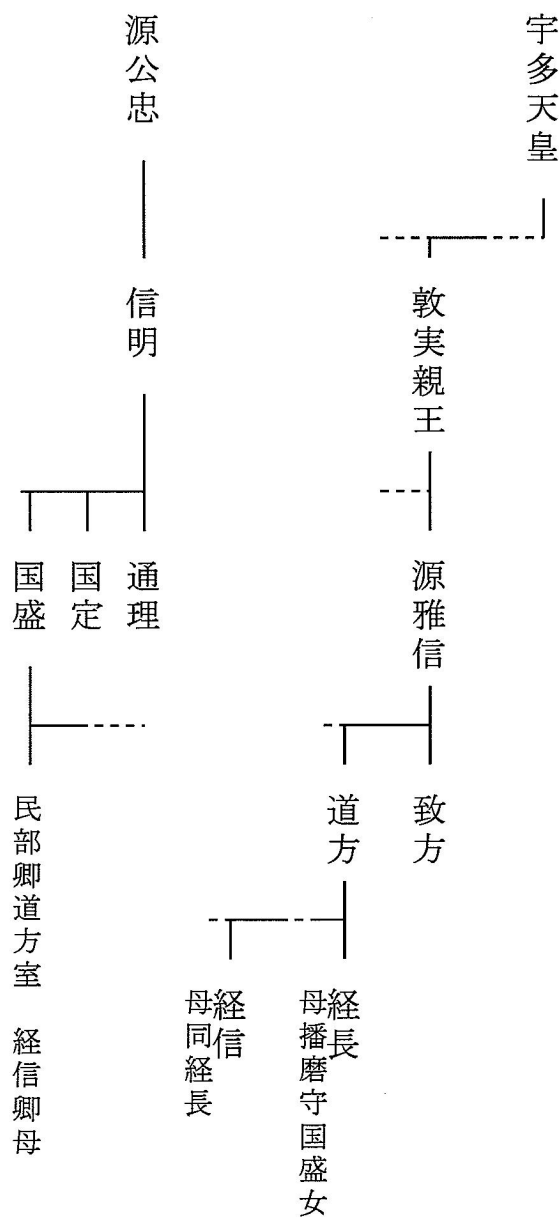 宇多天皇
敦実親王
源雅信
致方
道方
経長
母播磨守国盛女
経信
母同経長
源公忠
信明
通理
国定
国盛
民部卿道方室 経信卿母